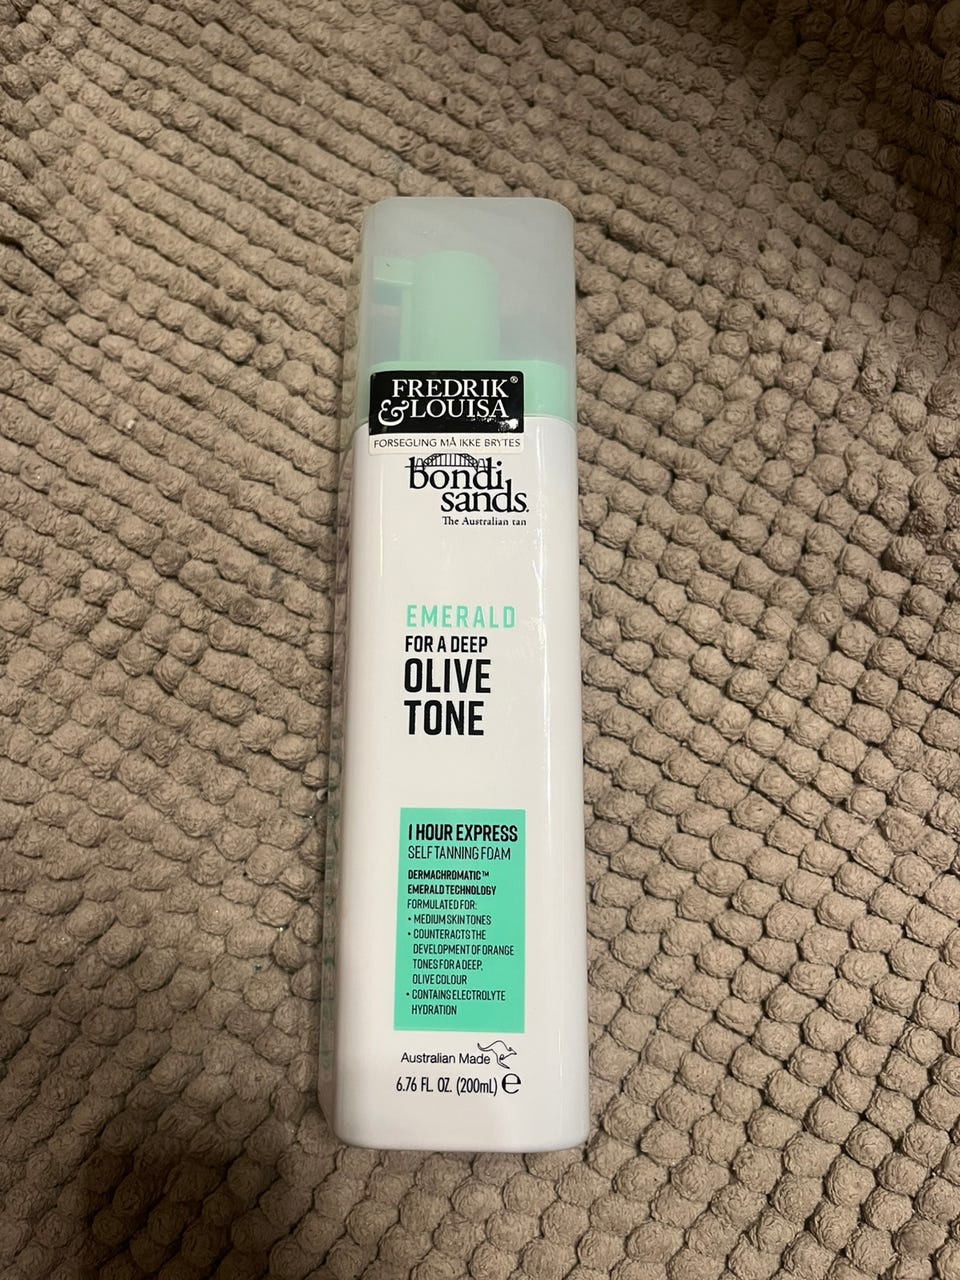 FREDRIK®
&LOUISA
FORSEGLING MÅ IKKE BRYTES
bondi
sands.
The Australian tan
EMERALD
FOR A DEEP
OLIVE
TONE
1 HOUR EXPRESS
SELF TANNING FOAM
DERMACHROMATIC™
EMERALD TECHNOLOGY
FORMULATED FOR:
• MEDIUM SKIN TONES
• COUNTERACTS THE
DEVELOPMENT OF ORANGE
TONES FOR A DEEP,
OLIVE COLOUR
• CONTAINS ELECTROLYTE
HYDRATION
Australian Made
6.76 FL. OZ. (200mL) ℮